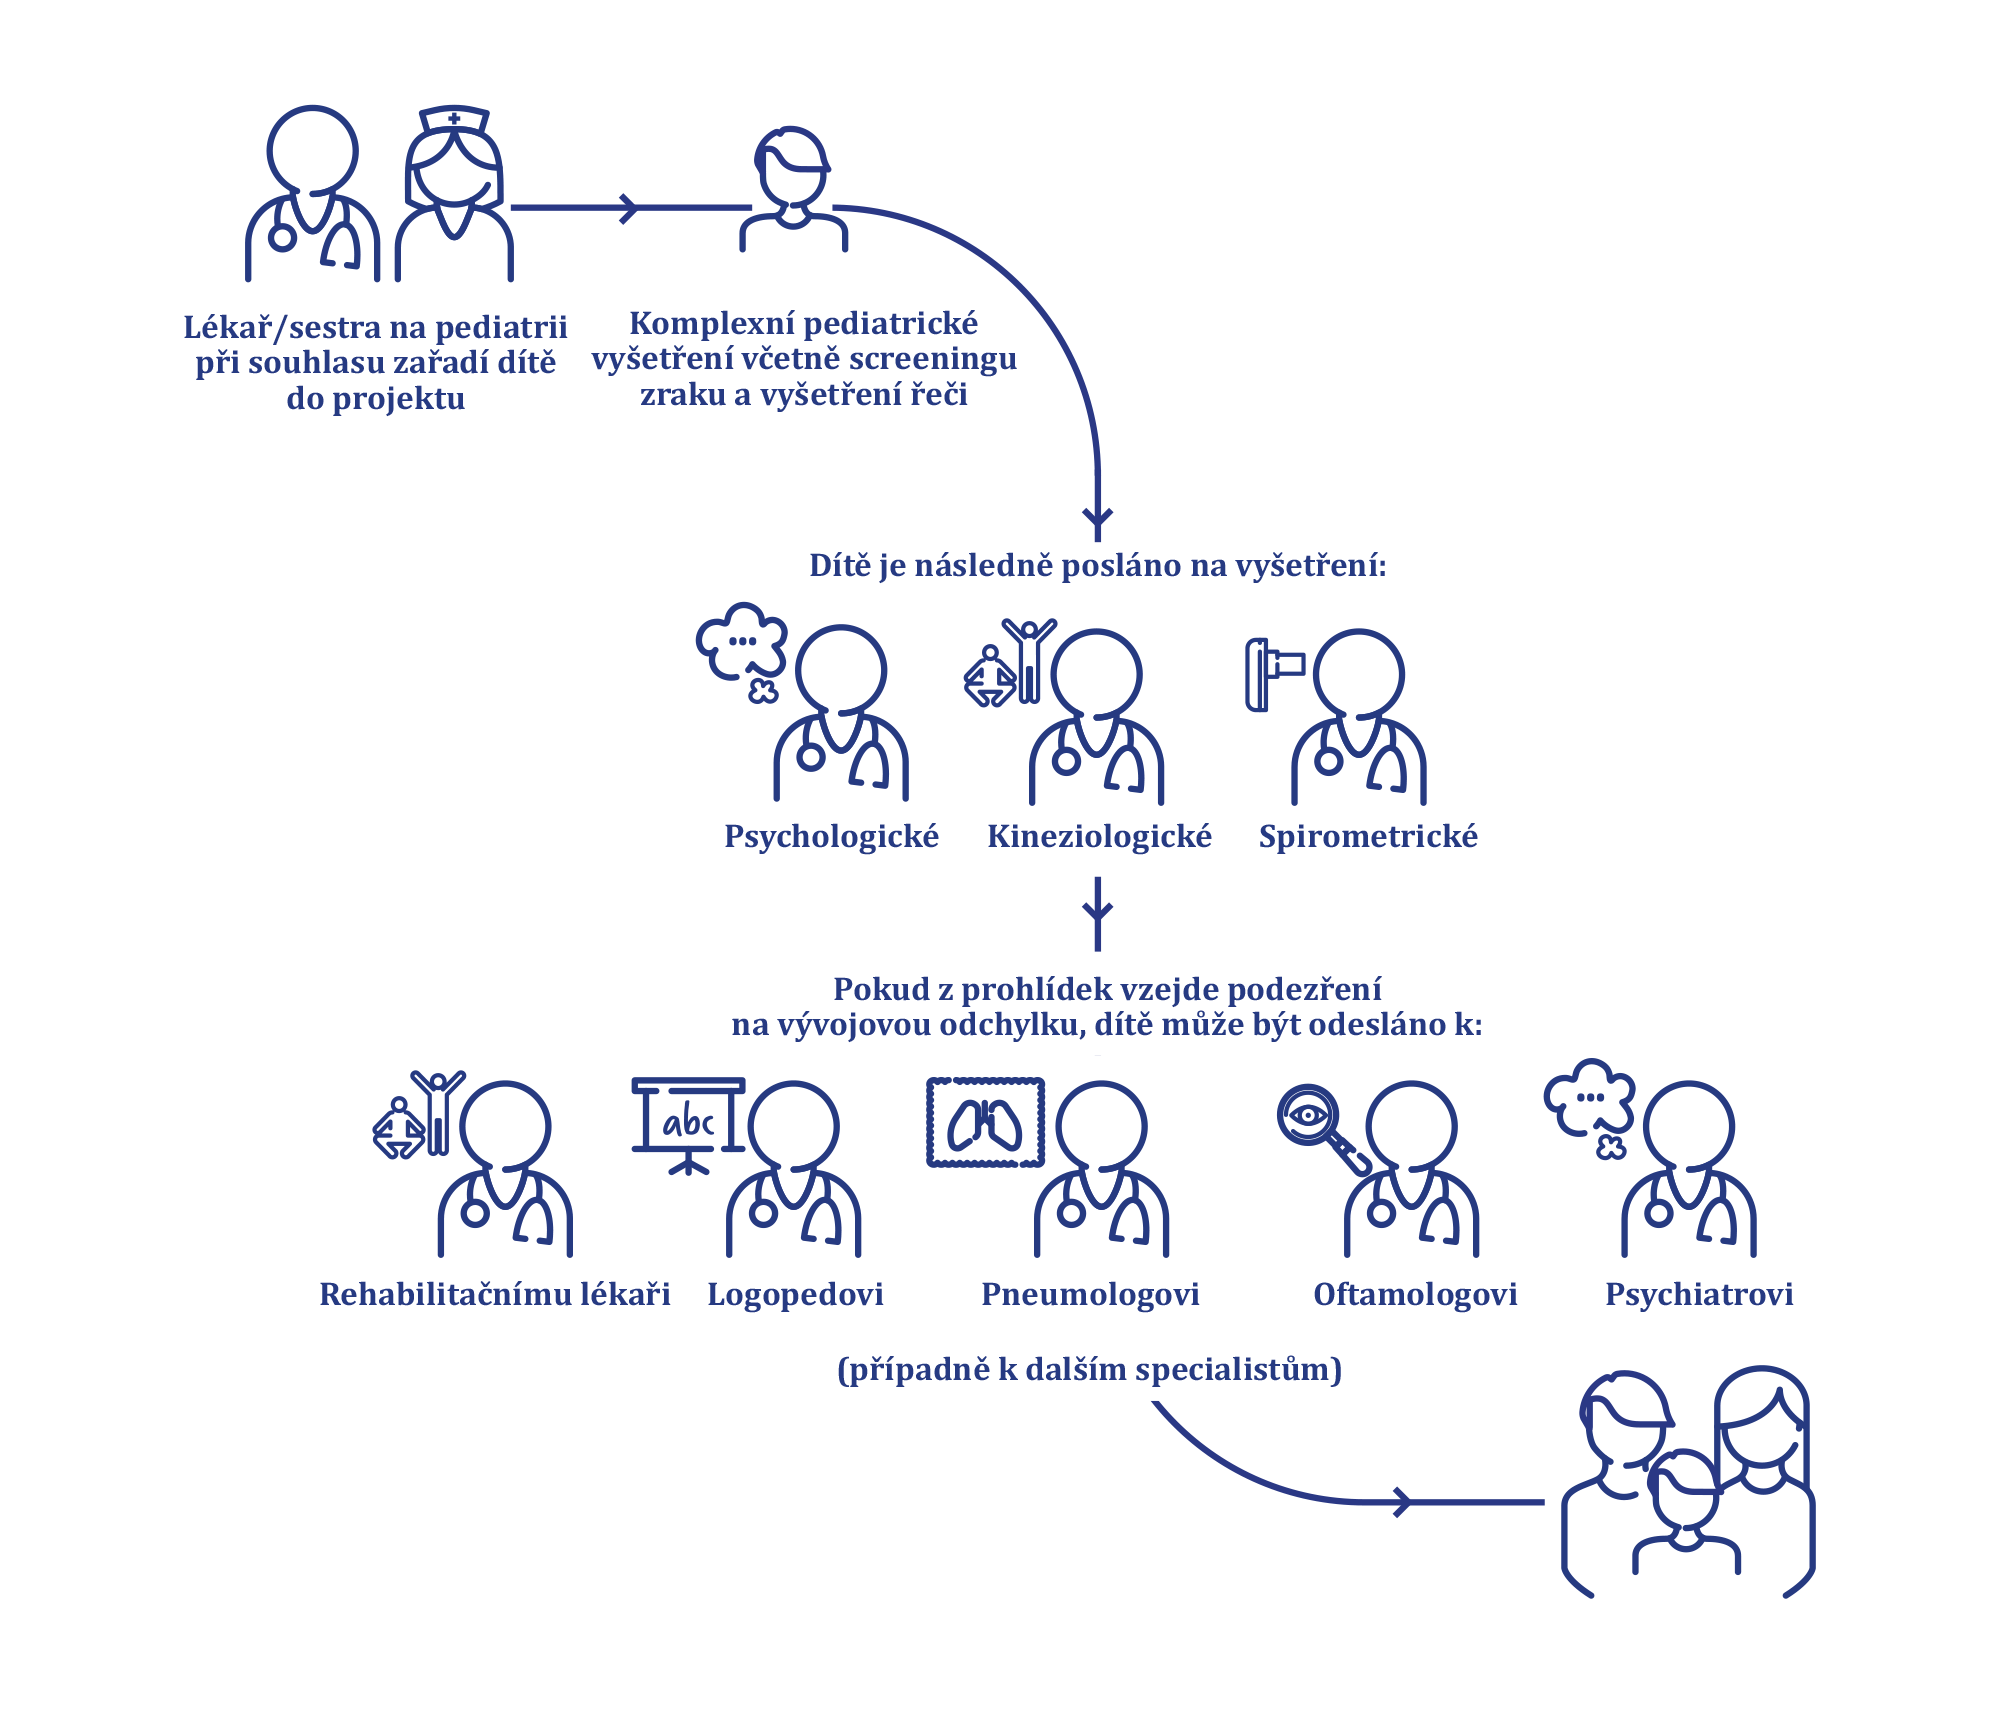 Lékař/sestra na pediatrii
při souhlasu zařadí dítě
do projektu
Komplexní pediatrické
vyšetření včetně screeningu
zraku a vyšetření řeči
Dítě je následně posláno na vyšetření:
Psychologické
Kineziologické
Spirometrické
Pokud z prohlídek vzejde podezření
na vývojovou odchylku, dítě může být odesláno k:
abc
Rehabilitačnímu lékaři
Logopedovi
Pneumologovi
Oftamologovi
Psychiatrovi
(případně k dalším specialistům)